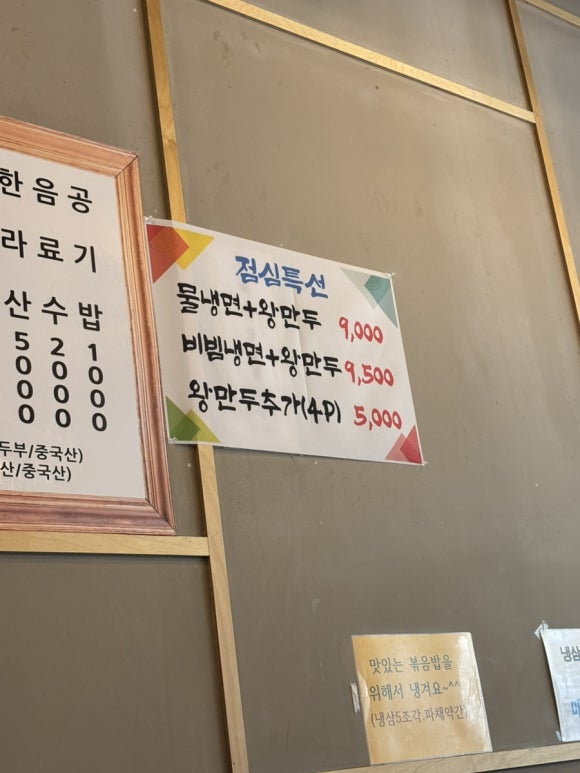 한음공
라료기
산수밥
5 2 1
0 0 0
0 0 0
0 0 0
두부/중국산)
산/중국산)
점심특선
물냉면+왕만두 9,000
비빔냉면+왕만두 9,500
왕만두추가(4P) 5,000
맛있는 볶음밥을
위해서 냉겨요~^^
(냉삼5조각,파채약간)
냉삼